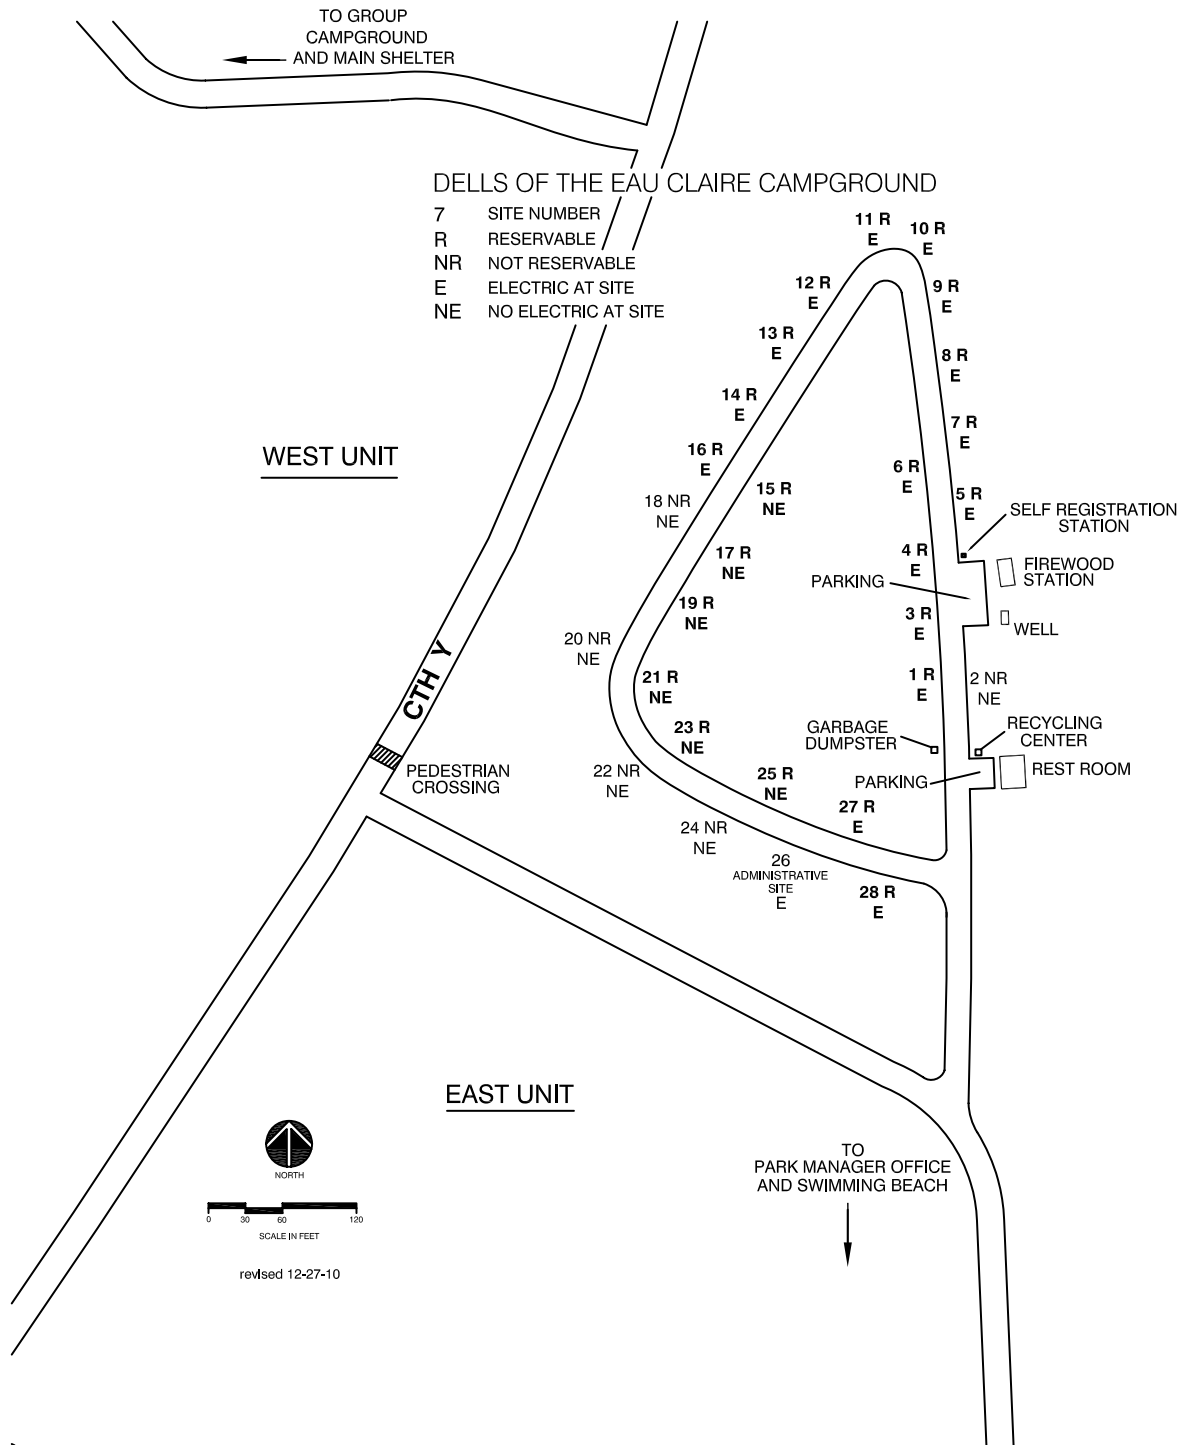 TO GROUP
CAMPGROUND
AND MAIN SHELTER
DELLS OF THE EAU CLAIRE CAMPGROUND
7 SITE NUMBER
R RESERVABLE
NR NOT RESERVABLE
E ELECTRIC AT SITE
NE NO ELECTRIC AT SITE
11 R
E
10 R
E
12 R
E
9 R
E
13 R
E
8 R
E
14 R
E
7 R
E
WEST UNIT
16 R
E
6 R
E
15 R
NE
5 R
E
18 NR
NE
SELF REGISTRATION
STATION
17 R
NE
4 R
E
PARKING
FIREWOOD
STATION
19 R
NE
3 R
E
WELL
20 NR
NE
CTH Y
21 R
NE
1 R
E
2 NR
NE
23 R
NE
GARBAGE
DUMPSTER
RECYCLING
CENTER
PEDESTRIAN
CROSSING
22 NR
NE
25 R
NE
PARKING
REST ROOM
27 R
E
24 NR
NE
26
ADMINISTRATIVE
SITE
E
28 R
E
EAST UNIT
NORTH
TO
PARK MANAGER OFFICE
AND SWIMMING BEACH
0 30 60 120
SCALE IN FEET
revised 12-27-10